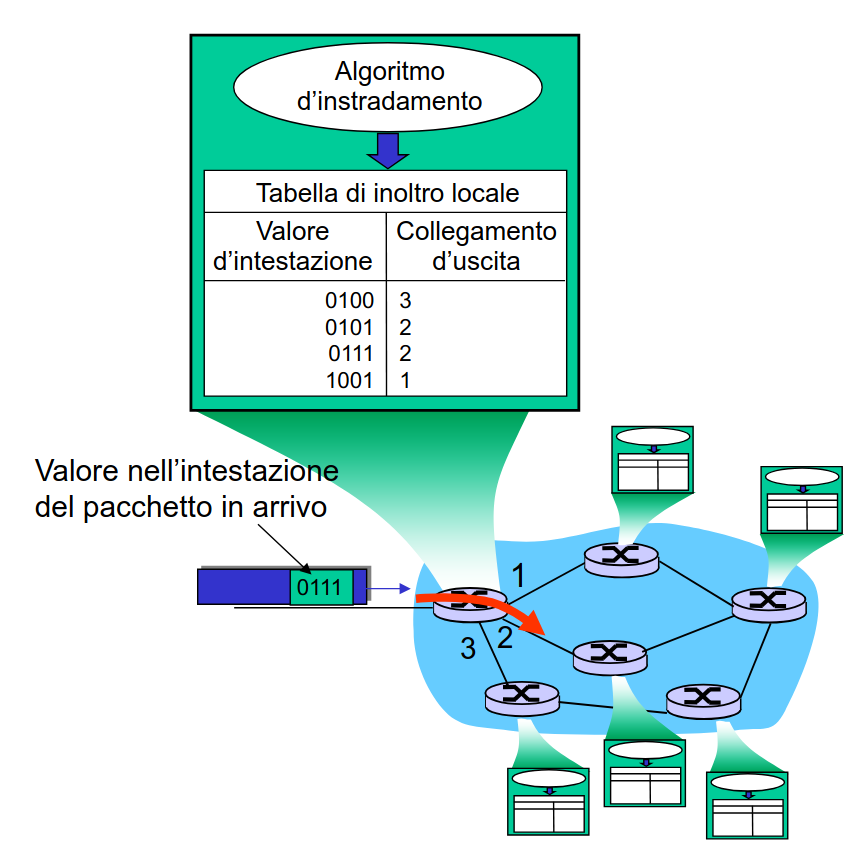 Algoritmo
d'instradamento
Tabella di inoltro locale
Valore
d'intestazione
Collegamento
d'uscita
0100 3
0101 2
0111 2
1001 1
Valore nell'intestazione
del pacchetto in arrivo
0111
1
2
3